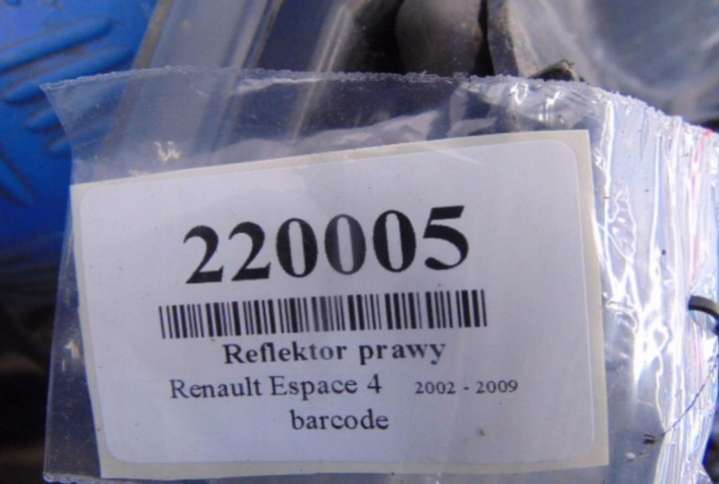 220005
Reflektor prawy
Renault Espace 4 2002 - 2009
barcode